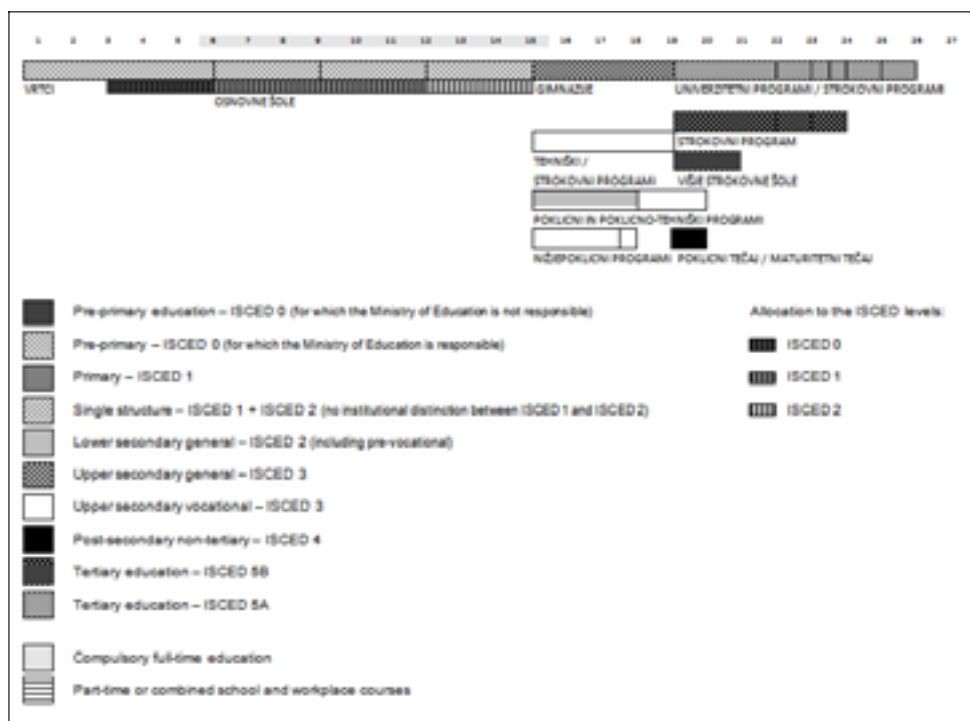 1 2 3 4 5 6 7 8 9 10 11 12 13 14 15 16 17 18 19 20 21 22 23 24 25 26 27
VRTCI
OSNOVNE ŠOLE
GIMNAZIJE
UNIVERZITETNI PROGRAMI / STROKOVNI PROGRAMI
STROKOVNI PROGRAM
TEHNIŠKI /
STROKOVNI PROGRAMI
VIŠJE STROKOVNE ŠOLE
POKLICNI IN POKLICNO-TEHNIŠKI PROGRAMI
NIŽJEPOKLICNI PROGRAMI
POKLICNI TEČAJ / MATURITETNI TEČAJ
Pre-primary education – ISCED 0 (for which the Ministry of Education is not responsible)
Allocation to the ISCED levels:
Pre-primary – ISCED 0 (for which the Ministry of Education is responsable)
ISCED 0
Primary – ISCED 1
ISCED 1
Single structure – ISCED 1 + ISCED 2 (no institutional distinction between ISCED 1 and ISCED 2)
ISCED 2
Lower secondary general – ISCED 2 (including pre-vocational)
Upper secondary general – ISCED 3
Upper secondary vocational – ISCED 3
Post-secondary non-tertiary – ISCED 4
Tertiary education – ISCED 5B
Tertiary education – ISCED 5A
Compulsory full-time education
Part-time or combined school and workplace courses